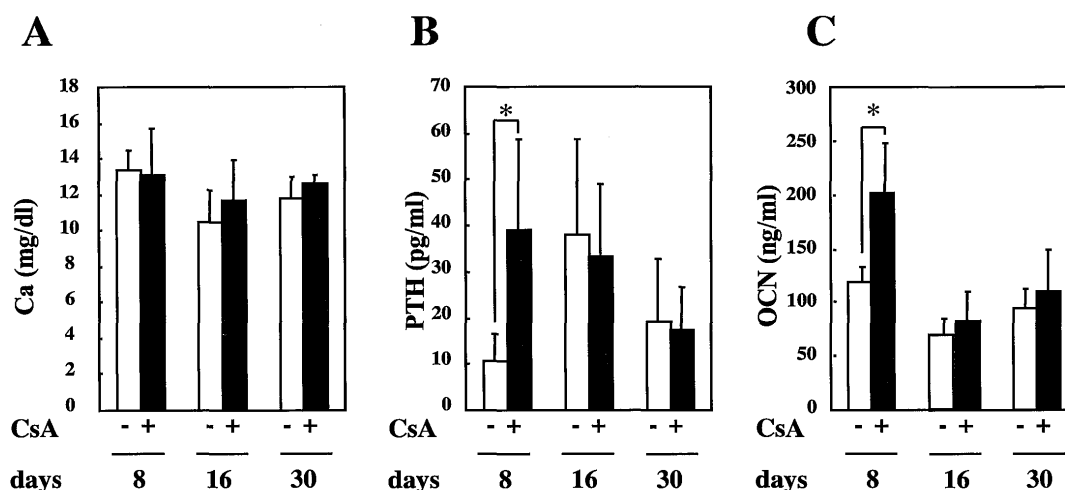 A
18
16
14
12
10
14
6
4
2
0
Ca (mg/dl)
B
70
60
50
40
30
20
10
0
PTH (pg/ml)
*
C
300
250
200
150
100
50
0
OCN (ng/ml)
*
CsA - + - + - +
days 8 16 30
CsA - + - + - +
days 8 16 30
CsA - + - + - +
days 8 16 30